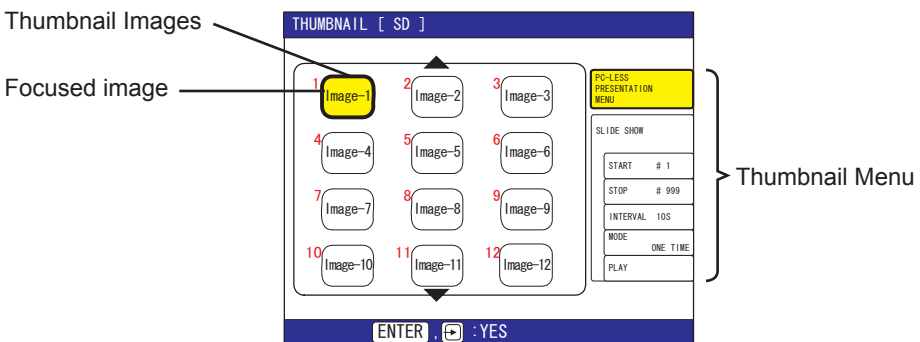 Thumbnail Images
Focused image
THUMBNAIL [ SD ]
1 Image-1
2 Image-2
3 Image-3
4 Image-4
5 Image-5
6 Image-6
7 Image-7
8 Image-8
9 Image-9
10 Image-10
11 Image-11
12 Image-12
PC-LESS
PRESENTATION
MENU
SLIDE SHOW
START # 1
STOP # 999
INTERVAL 10S
MODE
ONE TIME
PLAY
Thumbnail Menu
ENTER , :YES